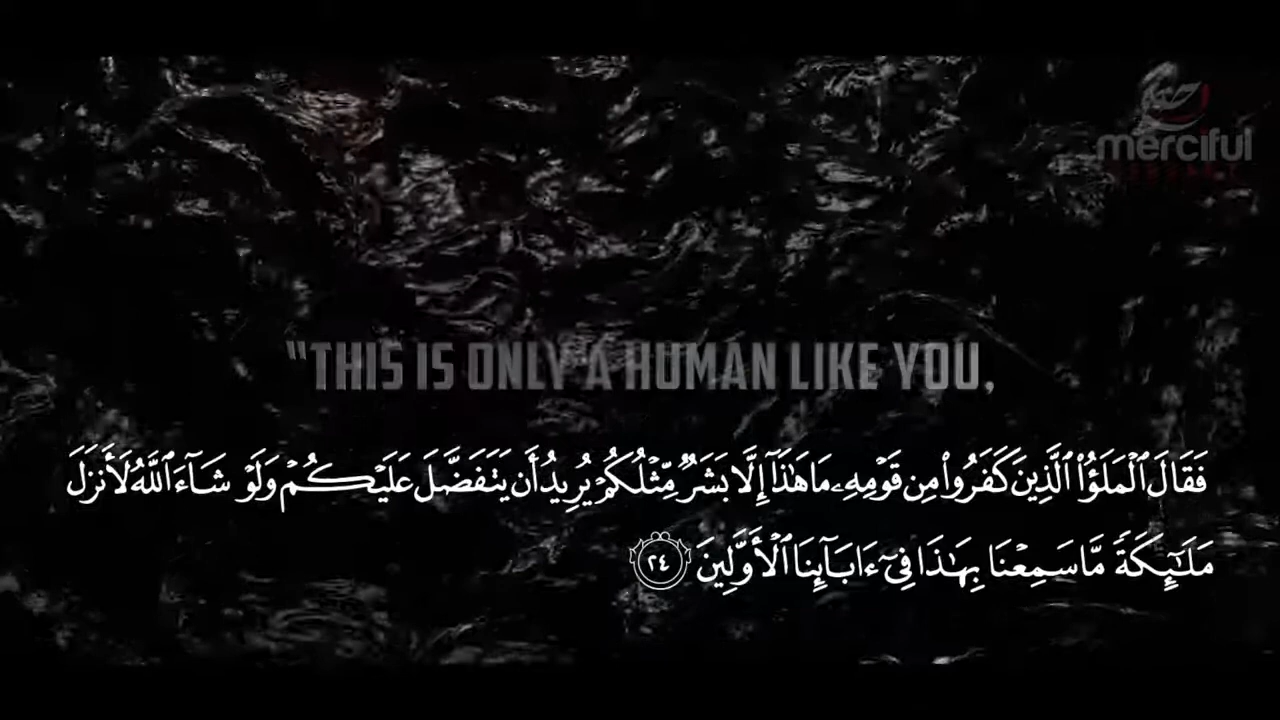 merciful
"THIS IS ONLY A HUMAN LIKE YOU,
فَقَالَ ٱلْمَلَؤُا۟ ٱلَّذِينَ كَفَرُوا۟ مِن قَوْمِهِۦ مَا هَٰذَآ إِلَّا بَشَرٌ مِّثْلُكُمْ يُرِيدُ أَن يَتَفَضَّلَ عَلَيْكُمْ وَلَوْ شَآءَ ٱللَّهُ لَأَنزَلَ
مَلَٰٓئِكَةً مَّا سَمِعْنَا بِهَٰذَا فِىٓ ءَابَآئِنَا ٱلْأَوَّلِينَ ٢٤